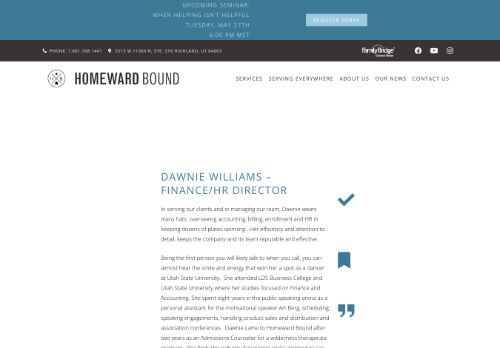 UPCOMING SEMINAR:
WHEN HELPING ISN'T HELPFUL
TUESDAY, MAY 27TH
6:00 PM MST
REGISTER TODAY
PHONE: 1.801.768.1441
5513 W 11000 N, STE. 316 HIGHLAND, UT 84003
FamilyBridge
HOMEWARD BOUND
SERVICES SERVING EVERYWHERE ABOUT US OUR NEWS CONTACT US
DAWNIE WILLIAMS –
FINANCE/HR DIRECTOR
In serving our clients and in managing our team, Dawnie wears
many hats: overseeing accounting, billing, enrollment and HR in
keeping dozens of plates spinning. Her efficiency and attention to
detail, keeps the company and its team reputable and effective.
Being the first person you will likely talk to when you call, you can
almost hear the smile and energy that won her a spot as a dancer
at Utah State University. She attended LDS Business College and
Utah State University where her studies focused on Finance and
Accounting. She spent eight years in the public speaking arena as a
personal assistant for the motivational speaker Art Berg, scheduling
speaking engagements, handling product sales and distribution and
association conferences. Dawnie came to Homeward Bound after
two years as an Admissions Counselor for a wilderness therapeutic